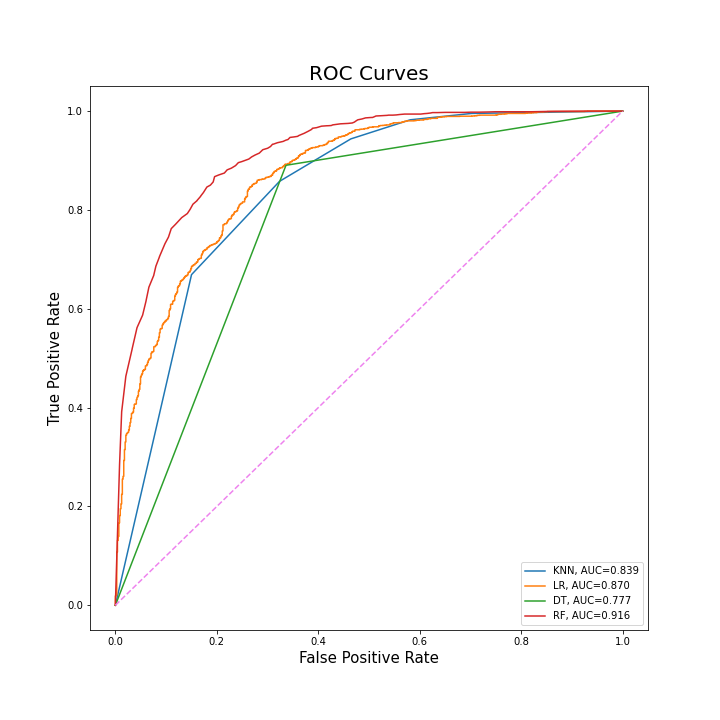 ROC Curves
True Positive Rate
1.0
0.8
0.6
0.4
0.2
0.0
KNN, AUC=0.839
LR, AUC=0.870
DT, AUC=0.777
RF, AUC=0.916
0.0 0.2 0.4 0.6 0.8 1.0
False Positive Rate